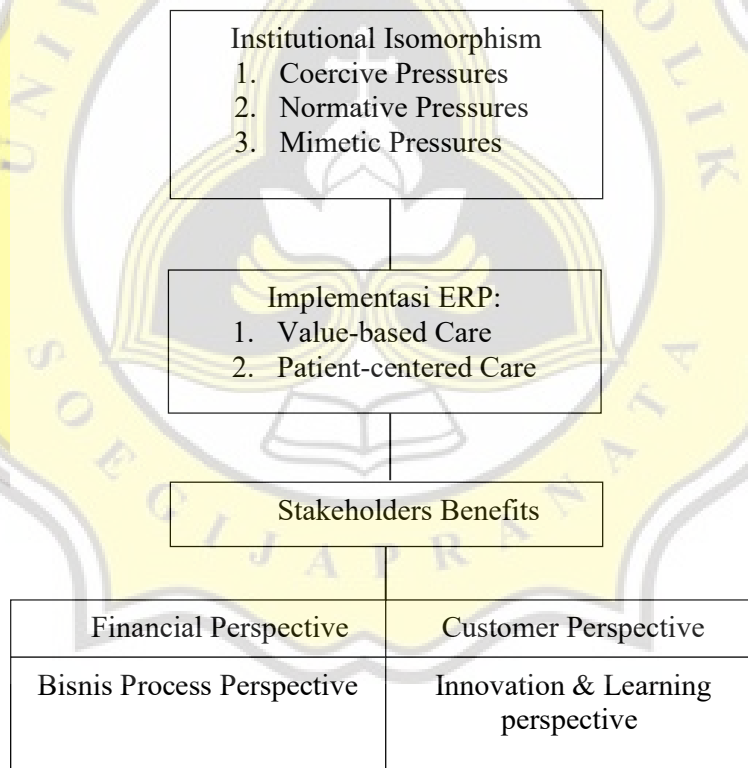 Institutional Isomorphism
1. Coercive Pressures
2. Normative Pressures
3. Mimetic Pressures
Implementasi ERP:
1. Value-based Care
2. Patient-centered Care
Stakeholders Benefits
Financial Perspective
Customer Perspective
Bisnis Process Perspective
Innovation & Learning
perspective
SOEGIJAPRANATA